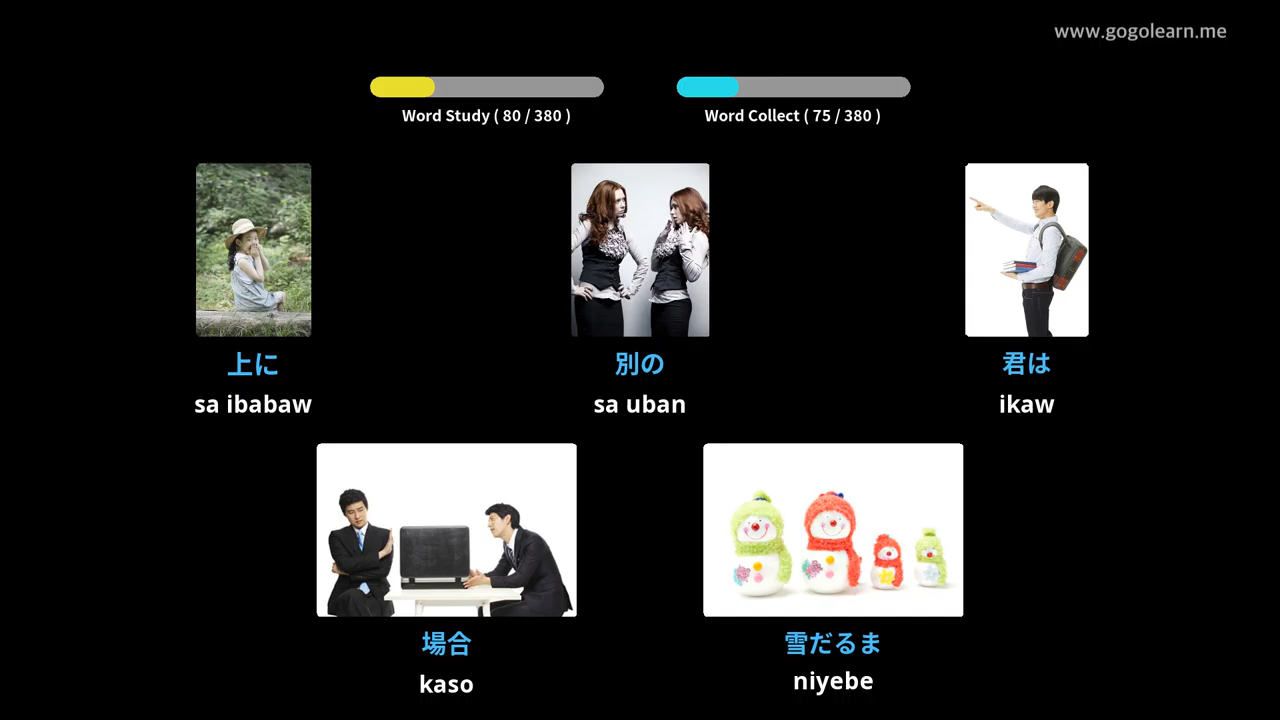 www.gogolearn.me
Word Study ( 80 / 380 )
Word Collect ( 75 / 380 )
上に
sa ibabaw
別の
sa uban
君は
ikaw
場合
kaso
雪だるま
niyebe